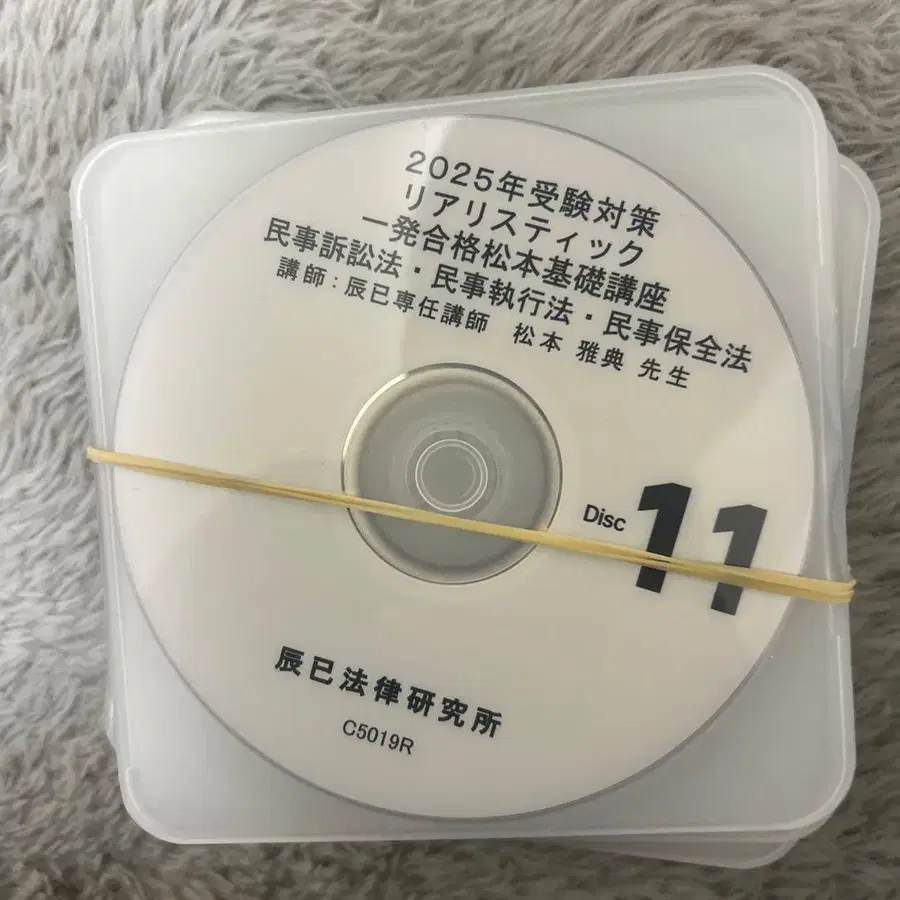 2025年受験対策
リアリスティック
一発合格松本基礎講座
民事訴訟法・民事執行法・民事保全法
講師：辰已専任講師 松本 雅典 先生
Disc 11
辰已法律研究所
C5019R